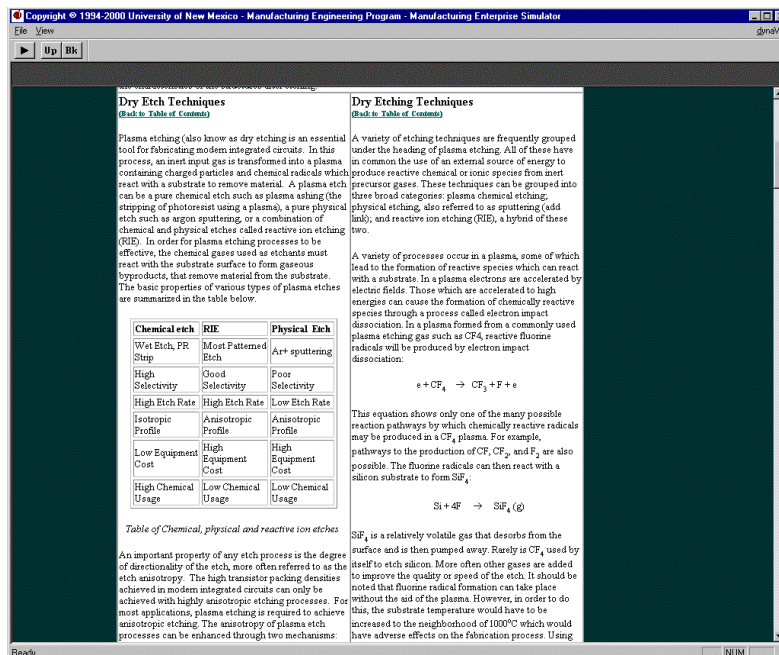 Copyright © 1994-2000 University of New Mexico - Manufacturing Engineering Program - Manufacturing Enterprise Simulator
File View
dynaV
Up Bk
the characteristics of the structures after etching.
Dry Etch Techniques
(Back to Table of Contents)
Plasma etching (also know as dry etching is an essential
tool for fabricating modern integrated circuits. In this
process, an inert input gas is transformed into a plasma
containing charged particles and chemical radicals which
react with a substrate to remove material. A plasma etch
can be a pure chemical etch such as plasma ashing (the
stripping of photoresist using a plasma), a pure physical
etch such as argon sputtering, or a combination of
chemical and physical etches called reactive ion etching
(RIE). In order for plasma etching processes to be
effective, the chemical gases used as etchants must
react with the substrate surface to form gaseous
byproducts, that remove material from the substrate.
The basic properties of various types of plasma etches
are summarized in the table below.
Chemical etch RIE Physical Etch
Wet Etch, PR Strip Most Patterned Etch Ar+ sputtering
High Selectivity Good Selectivity Poor Selectivity
High Etch Rate High Etch Rate Low Etch Rate
Isotropic Profile Anisotropic Profile Anisotropic Profile
Low Equipment Cost High Equipment Cost High Equipment Cost
High Chemical Usage Low Chemical Usage Low Chemical Usage
Table of Chemical, physical and reactive ion etches
An important property of any etch process is the degree
of directionality of the etch, more often referred to as the
etch anisotropy. The high transistor packing densities
achieved in modern integrated circuits can only be
achieved with highly anisotropic etching processes. For
most applications, plasma etching is required to achieve
anisotropic etching. The anisotropy of plasma etch
processes can be enhanced through two mechanisms:
Dry Etching Techniques
(Back to Table of Contents)
A variety of etching techniques are frequently grouped
under the heading of plasma etching. All of these have
in common the use of an external source of energy to
produce reactive chemical or ionic species from inert
precursor gases. These techniques can be grouped into
three broad categories: plasma chemical etching;
physical etching, also referred to as sputtering (add
link); and reactive ion etching (RIE), a hybrid of these
two.
A variety of processes occur in a plasma, some of which
lead to the formation of reactive species which can react
with a substrate. In a plasma electrons are accelerated by
electric fields. Those which are accelerated to high
energies can cause the formation of chemically reactive
species through a process called electron impact
dissociation. In a plasma formed from a commonly used
plasma etching gas such as CF4, reactive fluorine
radicals will be produced by electron impact
dissociation:
e + CF₄ → CF₃ + F + e
This equation shows only one of the many possible
reaction pathways by which chemically reactive radicals
may be produced in a CF₄ plasma. For example,
pathways to the production of CF, CF₂, and F₂ are also
possible. The fluorine radicals can then react with a
silicon substrate to form SiF₄:
Si + 4F → SiF₄ (g)
SiF₄ is a relatively volatile gas that desorbs from the
surface and is then pumped away. Rarely is CF₄ used by
itself to etch silicon. More often other gases are added
to improve the quality or speed of the etch. It should be
noted that fluorine radical formation can take place
without the aid of the plasma. However, in order to do
this, the substrate temperature would have to be
increased to the neighborhood of 1000°C which would
have adverse effects on the fabrication process. Using
Ready
NUM